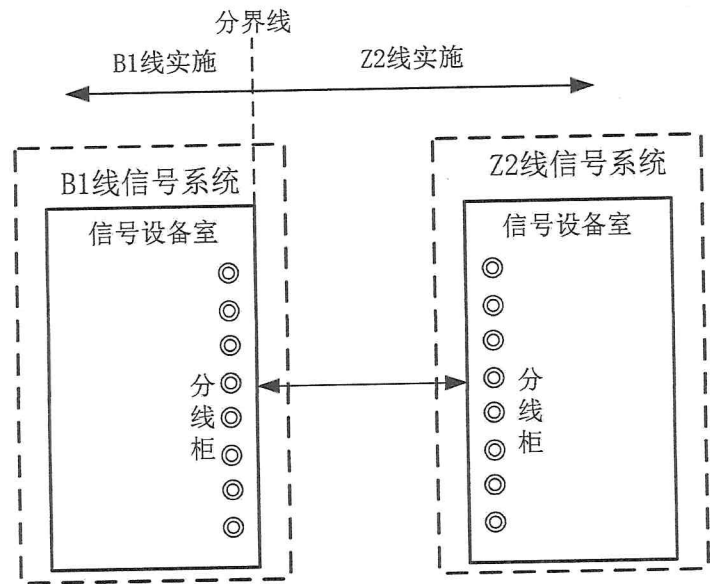 分界线
B1线实施
Z2线实施
B1线信号系统
信号设备室
分线柜
Z2线信号系统
信号设备室
分线柜